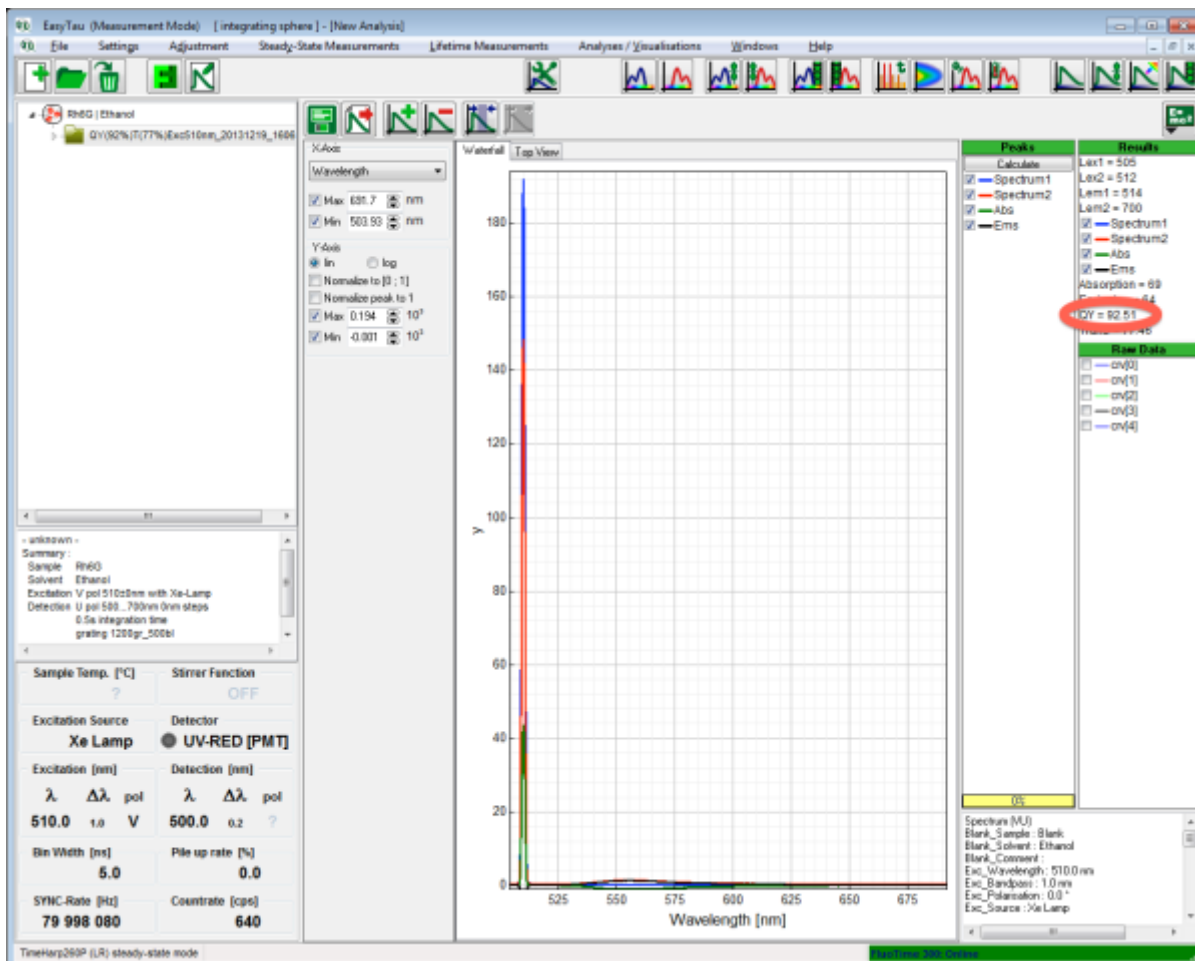 EasyTau (Measurement Mode) [ integrating sphere ] - [New Analysis]
File Settings Adjustment Steady-State Measurements Lifetime Measurements Analyses / Visualisations Windows Help
Rh6G | Ethanol
QY(92%)T(77%)Exc510nm_20131219_1606
X-Axis
Wavelength
Max 691.7 nm
Min 503.93 nm
Y-Axis
lin log
Normalize to [0 ; 1]
Normalize peak to 1
Max 0.194 10³
Min -0.001 10³
Waterfall Top View
180
160
140
120
100
80
60
40
20
0
y
525 550 575 600 625 650 675
Wavelength [nm]
Peaks
Calculate
Spectrum1
Spectrum2
Abs
Ems
0%
Results
Lex1 = 505
Lex2 = 512
Lem1 = 514
Lem2 = 700
Spectrum1
Spectrum2
Abs
Ems
Absorption = 69
QY = 92.51
Raw Data
crv[0]
crv[1]
crv[2]
crv[3]
crv[4]
- unknown -
Summary :
Sample Rh6G
Solvent Ethanol
Excitation V pol 510±0nm with Xe-Lamp
Detection U pol 500...700nm 0nm steps
0.5s integration time
grating 1200gr_500bl
Sample Temp. [°C] Stirrer Function
? OFF
Excitation Source Detector
Xe Lamp UV-RED [PMT]
Excitation [nm] Detection [nm]
λ Δλ pol λ Δλ pol
510.0 1.0 V 500.0 0.2 ?
Bin Width [ns] Pile up rate [%]
5.0 0.0
SYNC-Rate [Hz] Countrate [cps]
79 998 080 640
Spectrum (VU)
Blank_Sample : Blank
Blank_Solvent : Ethanol
Blank_Comment :
Exc_Wavelength : 510.0 nm
Exc_Bandpass : 1.0 nm
Exc_Polarisation : 0.0 °
Exc_Source : Xe Lamp
TimeHarp260P (LR) steady-state mode
FluoTime 300: Online